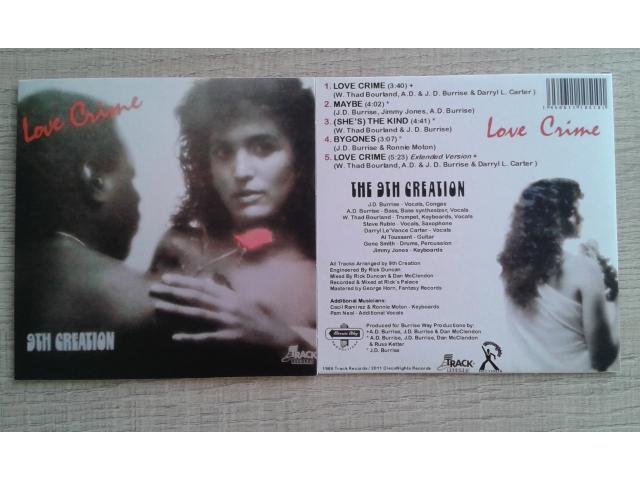 Love Crime
9TH CREATION
TRACK
1. LOVE CRIME (3:40) +
(W. Thad Bourland, A.D. & J. D. Burrise & Darryl L. Carter )
2. MAYBE (4:02) *
(J.D. Burrise, Jimmy Jones, A.D. Burrise)
3. (SHE'S) THE KIND (4:41) *
(W. Thad Bourland & J. D. Burrise)
4. BYGONES (3:07) *
(J.D. Burrise & Ronnie Moton)
5. LOVE CRIME (5:23) Extended Version +
(W. Thad Bourland, A.D. & J. D. Burrise & Darryl L. Carter )
Love Crime
THE 9TH CREATION
J.D. Burrise - Vocals, Congas
A.D. Burrise - Bass, Bass synthesizer, Vocals
W. Thad Bourland - Trumpet, Keyboards, Vocals
Steve Rubio - Vocals, Saxophone
Darryl Le'Vance Carter - Vocals
Al Toussant - Guitar
Gene Smith - Drums, Percussion
Jimmy Jones - Keyboards
All Tracks Arranged by 9th Creation
Engineered By Rick Duncan
Mixed By Rick Duncan & Dan McClendon
Recorded & Mixed at Rick's Palace
Mastered by George Horn, Fantasy Records
Additional Musicians:
Cecil Ramirez & Ronnie Moton - Keyboards
Pam Neal - Additional Vocals
Produced for Burrise Way Productions by:
+A.D. Burrise, J.D. Burrise & Dan McClendon
* A.D. Burrise, J.D. Burrise, Dan McClendon
& Russ Ketter
* J.D. Burrise
TRACK
1986 Track Records / 2011 DiscoNights Records